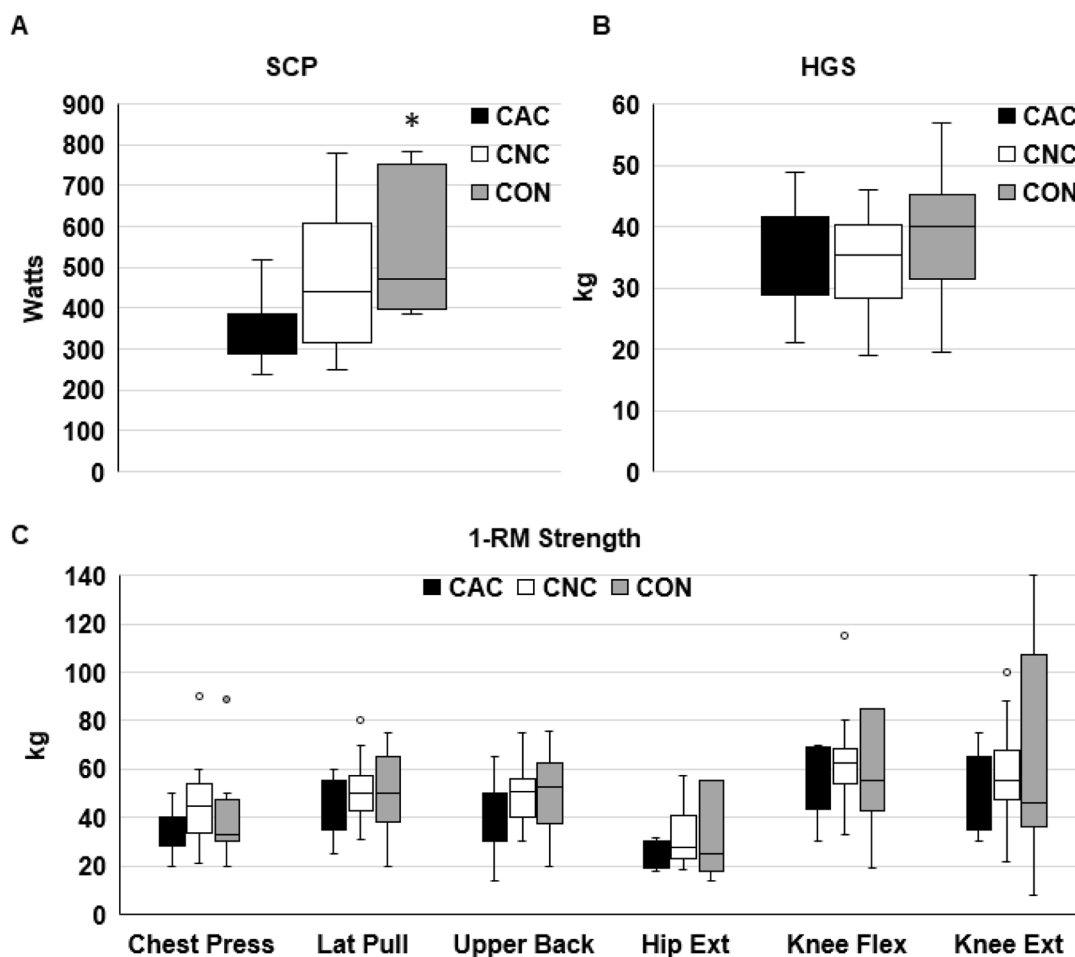 A
SCP
900
800
700
600
500
400
300
200
100
0
Watts
*
CAC
CNC
CON
B
HGS
60
50
40
30
20
10
0
kg
CAC
CNC
CON
C
1-RM Strength
CAC CNC CON
140
120
100
80
60
40
20
0
kg
Chest Press Lat Pull Upper Back Hip Ext Knee Flex Knee Ext